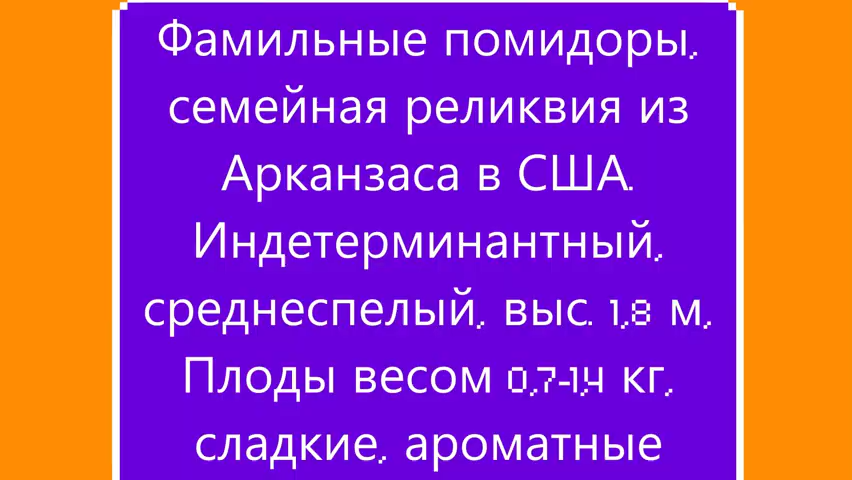 Фамильные помидоры,
семейная реликвия из
Арканзаса в США.
Индетерминантный,
среднеспелый, выс. 1,8 м,
Плоды весом 0,7-1,4 кг,
сладкие, ароматные